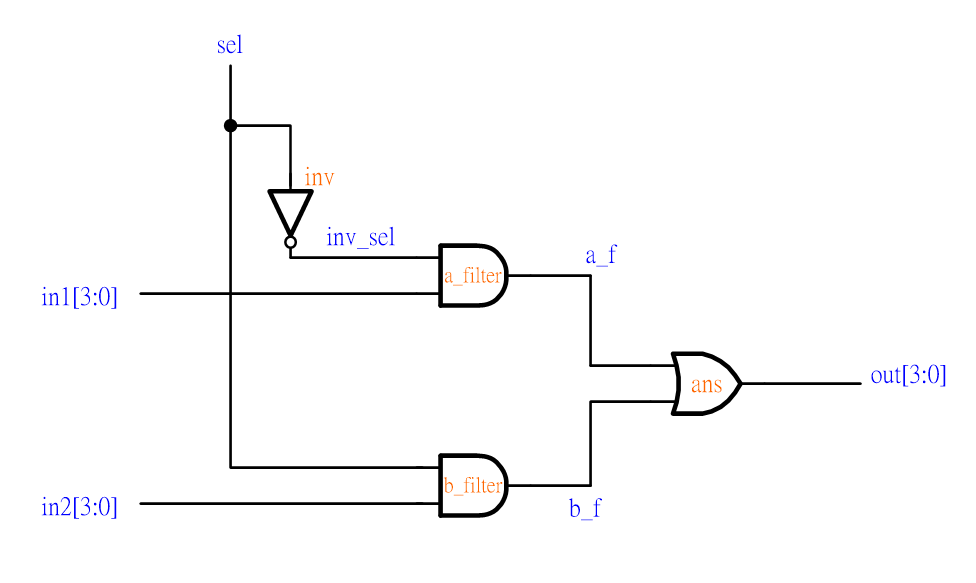 sel
inv
inv_sel
a_f
a_filter
in1[3:0]
out[3:0]
ans
b_filter
in2[3:0]
b_f